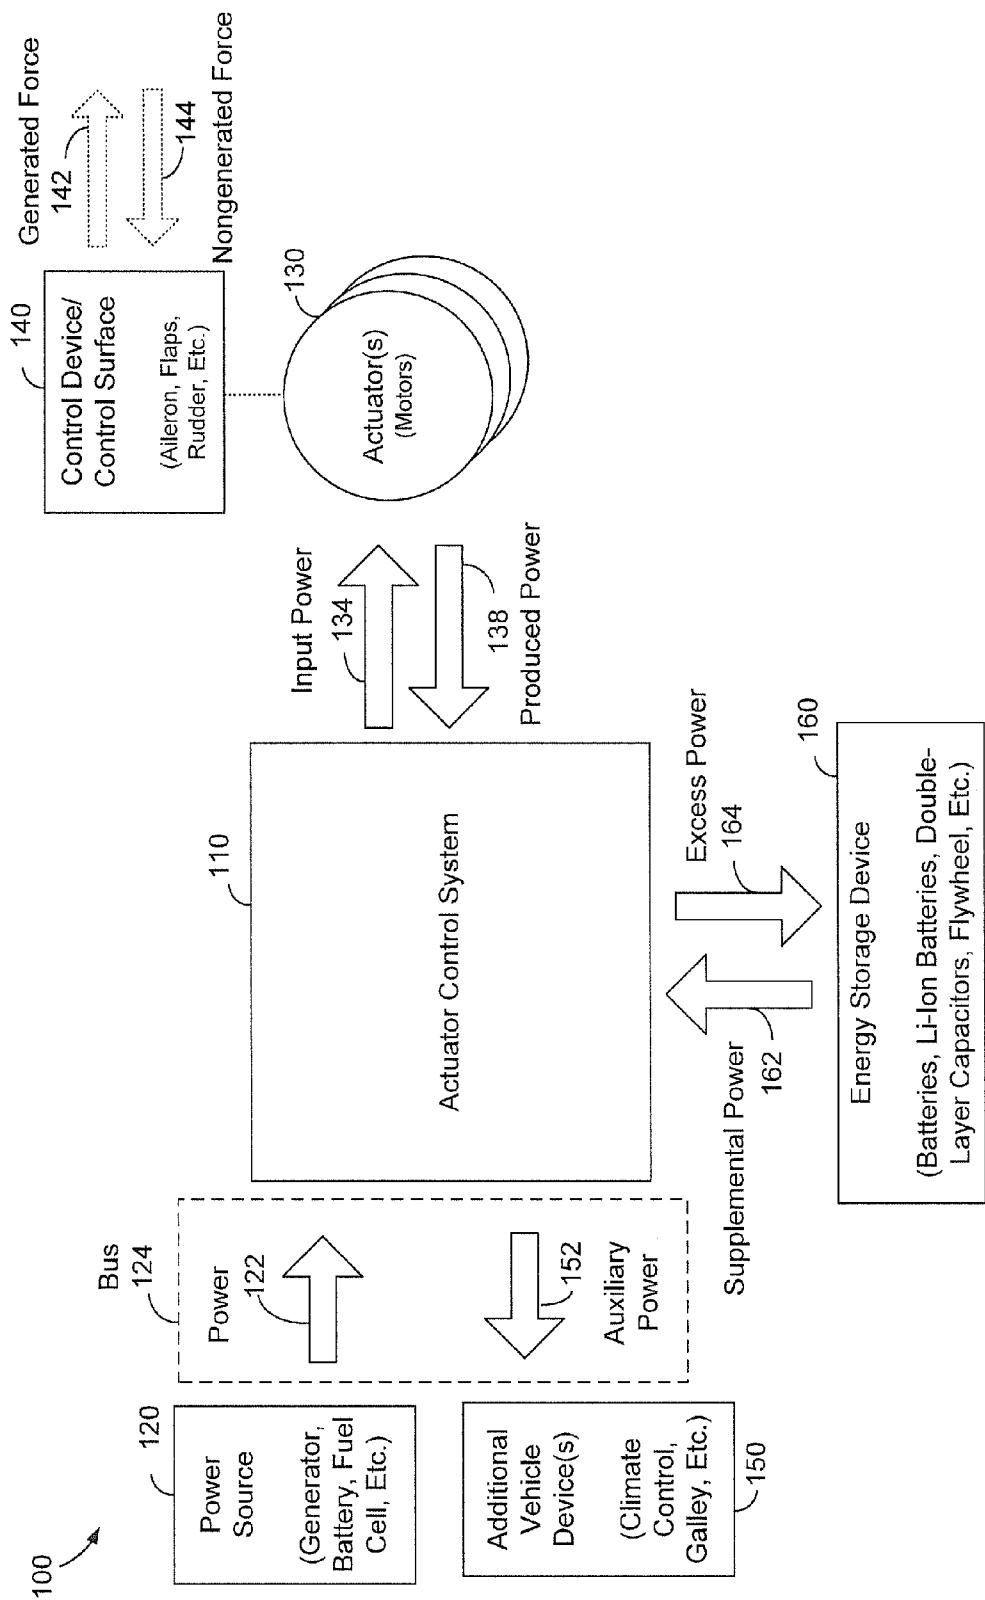 100
120
Power
Source
(Generator,
Battery, Fuel
Cell, Etc.)
Additional
Vehicle
Device(s)
(Climate
Control,
Galley, Etc.)
150
Bus
124
Power
122
152
Auxiliary
Power
110
Actuator Control System
Input Power
134
138
Produced Power
Supplemental Power
162
Excess Power
164
160
Energy Storage Device
(Batteries, Li-Ion Batteries, Double-
Layer Capacitors, Flywheel, Etc.)
140
Control Device/
Control Surface
(Aileron, Flaps,
Rudder, Etc.)
Generated Force
142
144
Nongenerated Force
130
Actuator(s)
(Motors)